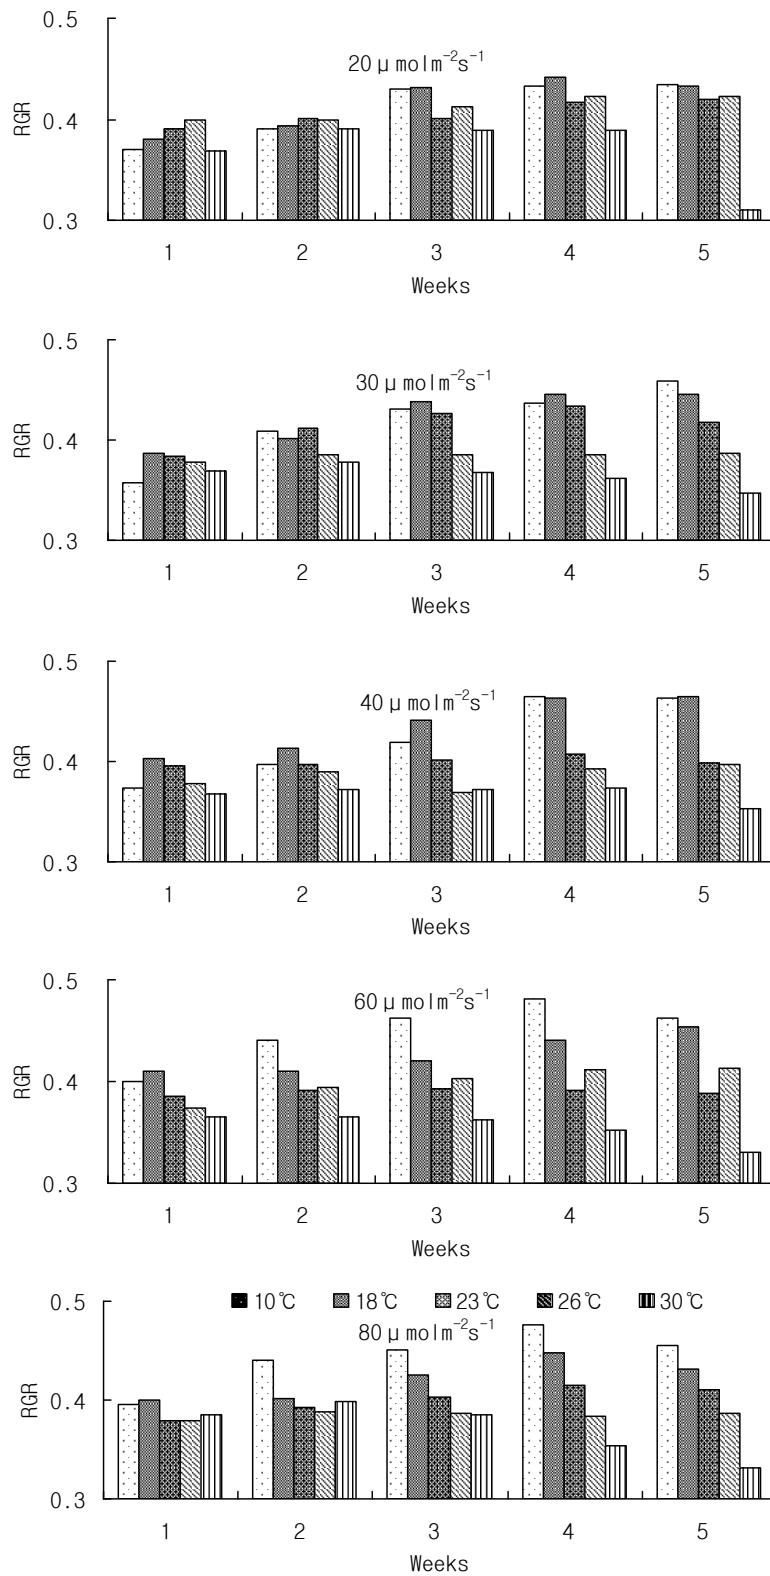 0.5
20 μ molm⁻²s⁻¹
RGR
0.4
0.3
1 2 3 4 5
Weeks
0.5
30 μ molm⁻²s⁻¹
RGR
0.4
0.3
1 2 3 4 5
Weeks
0.5
40 μ molm⁻²s⁻¹
RGR
0.4
0.3
1 2 3 4 5
Weeks
0.5
60 μ molm⁻²s⁻¹
RGR
0.4
0.3
1 2 3 4 5
Weeks
0.5
10℃ 18℃ 23℃ 26℃ 30℃
80 μ molm⁻²s⁻¹
RGR
0.4
0.3
1 2 3 4 5
Weeks